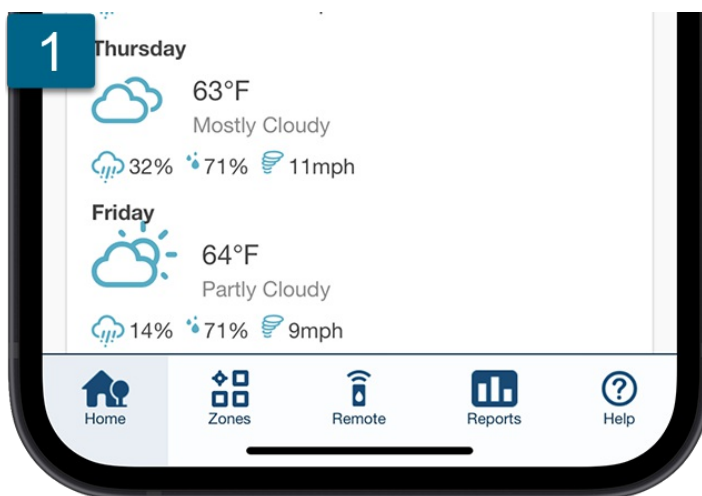 1
Thursday
63°F
Mostly Cloudy
32% 71% 11mph
Friday
64°F
Partly Cloudy
14% 71% 9mph
Home Zones Remote Reports Help